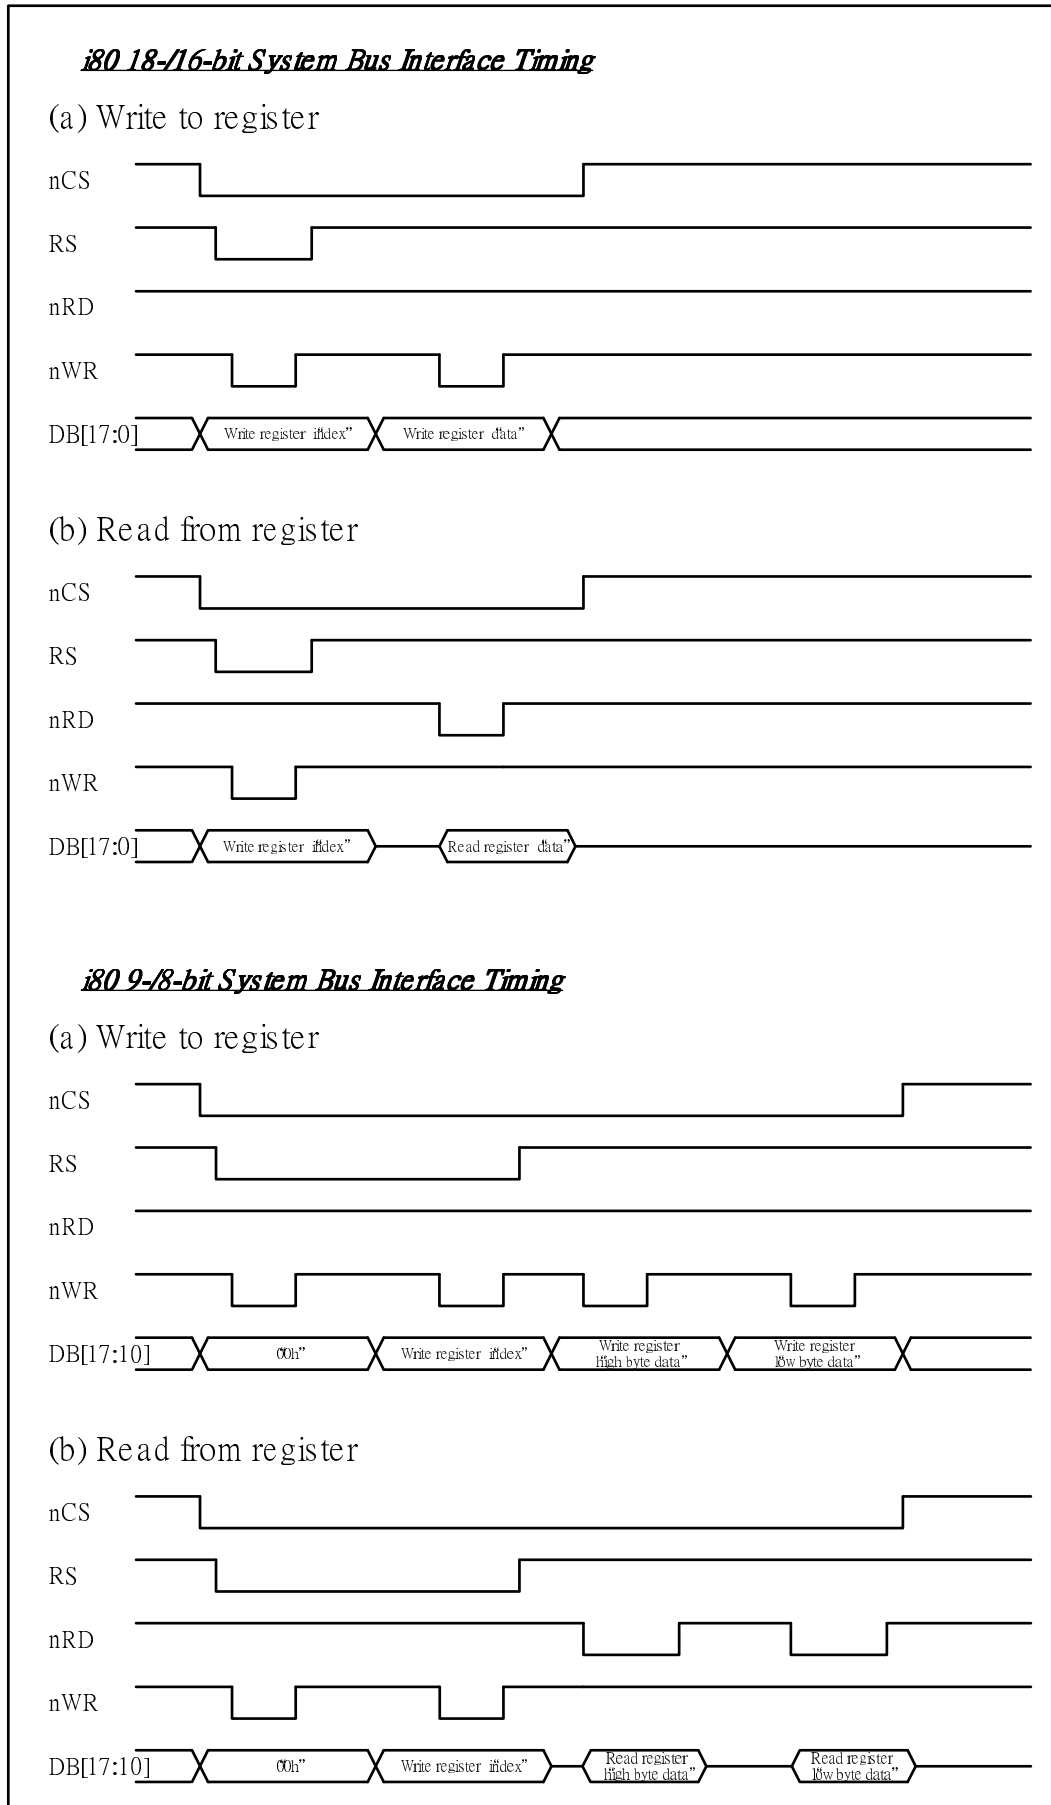 i80 18-/16-bit System Bus Interface Timing
(a) Write to register
nCS
RS
nRD
nWR
DB[17:0]
Write register “index”
Write register “data”
(b) Read from register
nCS
RS
nRD
nWR
DB[17:0]
Write register “index”
Read register “data”
i80 9-/8-bit System Bus Interface Timing
(a) Write to register
nCS
RS
nRD
nWR
DB[17:10]
“00h”
Write register “index”
Write register
“high byte data”
Write register
“low byte data”
(b) Read from register
nCS
RS
nRD
nWR
DB[17:10]
“00h”
Write register “index”
Read register
“high byte data”
Read register
“low byte data”